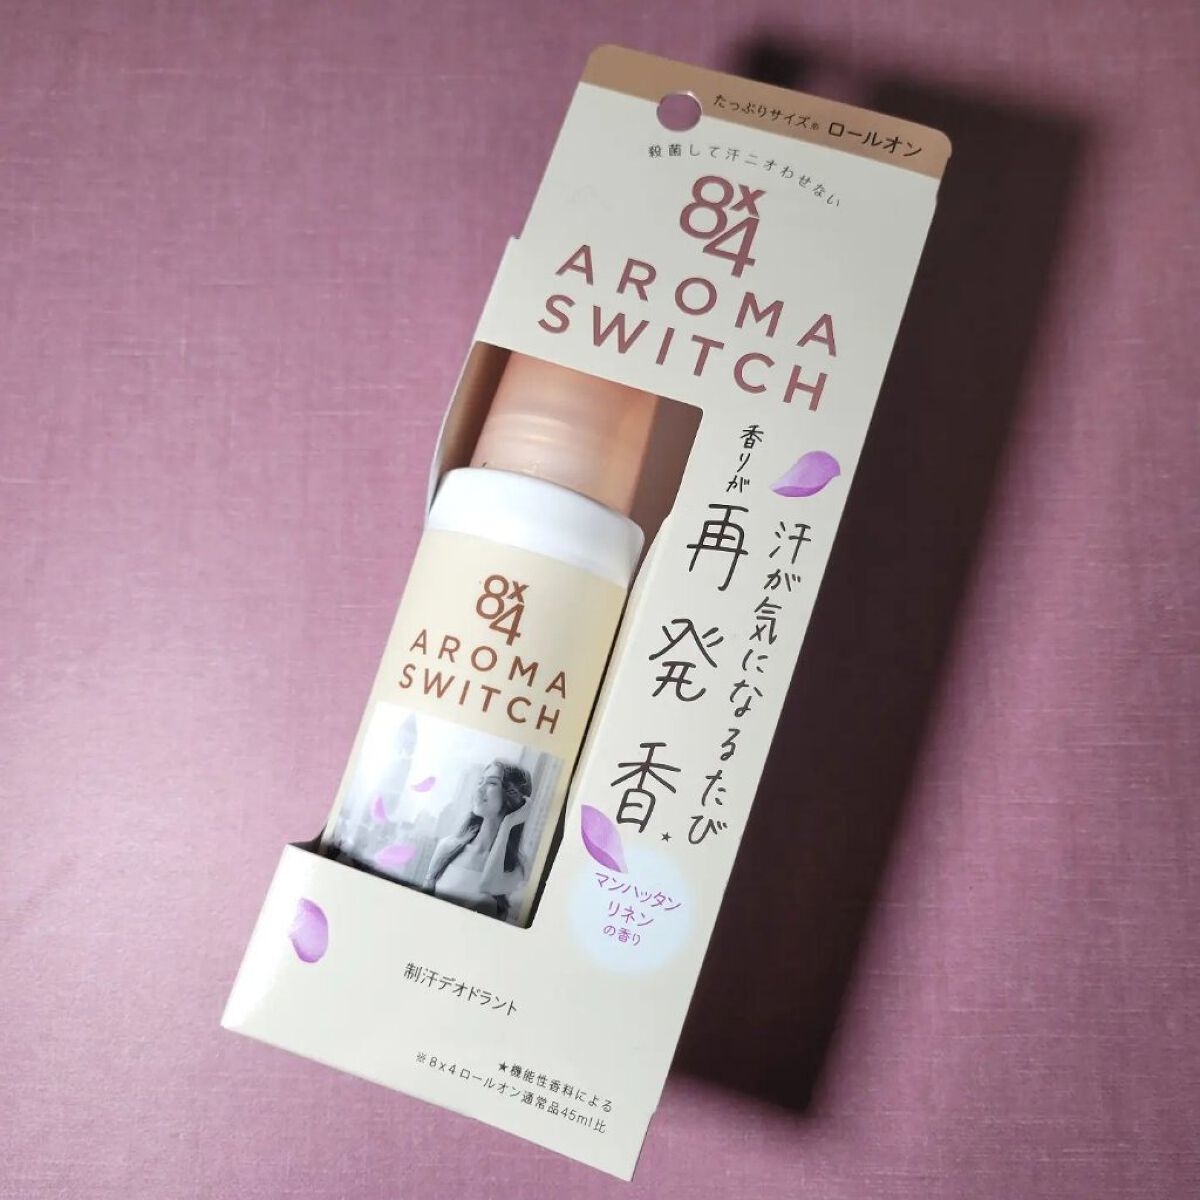 たっぷりサイズ※ ロールオン
殺菌して汗ニオわせない
8x4
AROMA
SWITCH
汗が気になるたび
香りが
再発香★
マンハッタン
リネン
の香り
8x4
AROMA
SWITCH
制汗デオドラント
★機能性香料による
※8x4ロールオン通常品45ml比